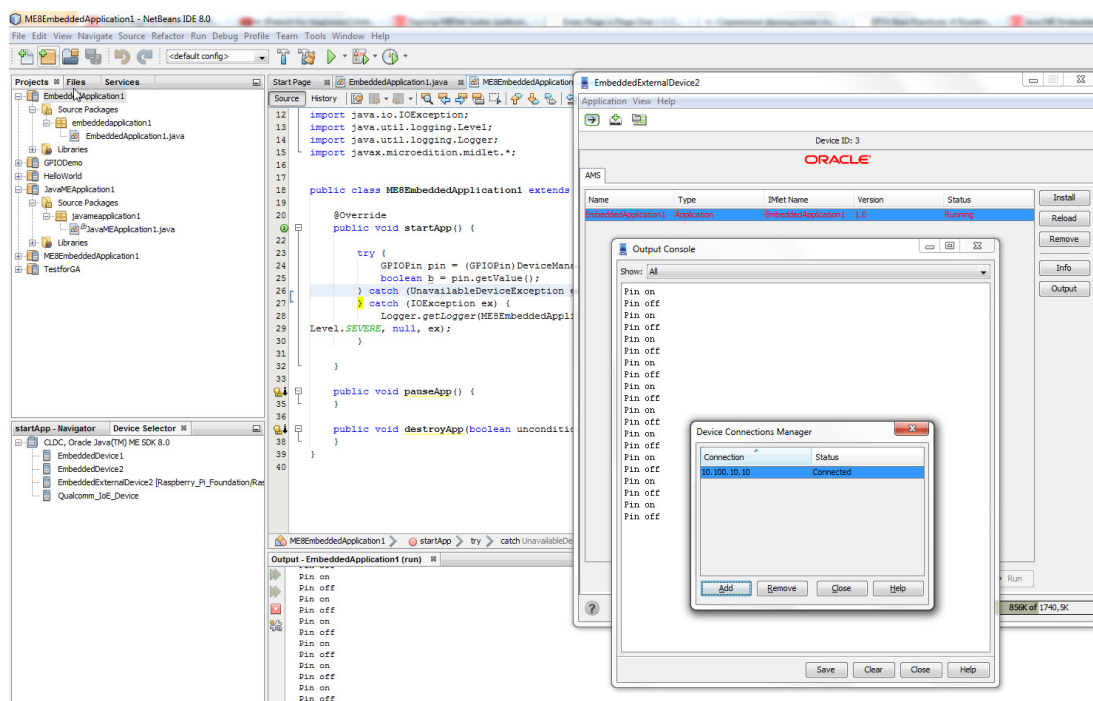 ME8EmbeddedApplication1 - NetBeans IDE 8.0
File Edit View Navigate Source Refactor Run Debug Profile Team Tools Window Help
<default config>
Projects Files Services
EmbeddedApplication1
Source Packages
embeddedapplication1
EmbeddedApplication1.java
Libraries
GPIODemo
HelloWorld
JavaMEApplication1
Source Packages
javameapplication1
JavaMEApplication1.java
Libraries
ME8EmbeddedApplication1
TestforGA
startApp - Navigator Device Selector
CLDC, Oracle Java(TM) ME SDK 8.0
EmbeddedDevice1
EmbeddedDevice2
EmbeddedExternalDevice2 [Raspberry_Pi_Foundation/Ras
Qualcomm_IoE_Device
Start Page EmbeddedApplication1.java ME8EmbeddedApplication
Source History
12 import java.io.IOException;
13 import java.util.logging.Level;
14 import java.util.logging.Logger;
15 import javax.microedition.midlet.*;
16
17
18 public class ME8EmbeddedApplication1 extends
19
20 @Override
public void startApp() {
22
23 try {
24 GPIOPin pin = (GPIOPin)DeviceMana
25 boolean b = pin.getValue();
26 } catch (UnavailableDeviceException e
27 } catch (IOException ex) {
28 Logger.getLogger(ME8EmbeddedAppli
29 Level.SEVERE, null, ex);
30 }
31
32 }
33
public void pauseApp() {
35 }
36
public void destroyApp(boolean unconditio
38 }
39 }
40
ME8EmbeddedApplication1 startApp try catch UnavailableDe
Output - EmbeddedApplication1 (run)
Pin on
Pin off
Pin on
Pin off
Pin on
Pin off
Pin on
Pin off
Pin on
Pin off
Pin on
Pin off
EmbeddedExternalDevice2
Application View Help
Device ID: 3
ORACLE
AMS
Name Type IMlet Name Version Status
EmbeddedApplication1 Application EmbeddedApplication1 1.0 Running
Install
Reload
Remove
Info
Output
Run
856K of 1740,5K
Output Console
Show: All
Pin on
Pin off
Pin on
Pin off
Pin on
Pin off
Pin on
Pin off
Pin on
Pin off
Pin on
Pin off
Pin on
Pin off
Pin on
Pin off
Pin on
Pin off
Pin on
Pin off
Save Clear Close Help
Device Connections Manager
Connection Status
10.100.10.10 Connected
Add Remove Close Help